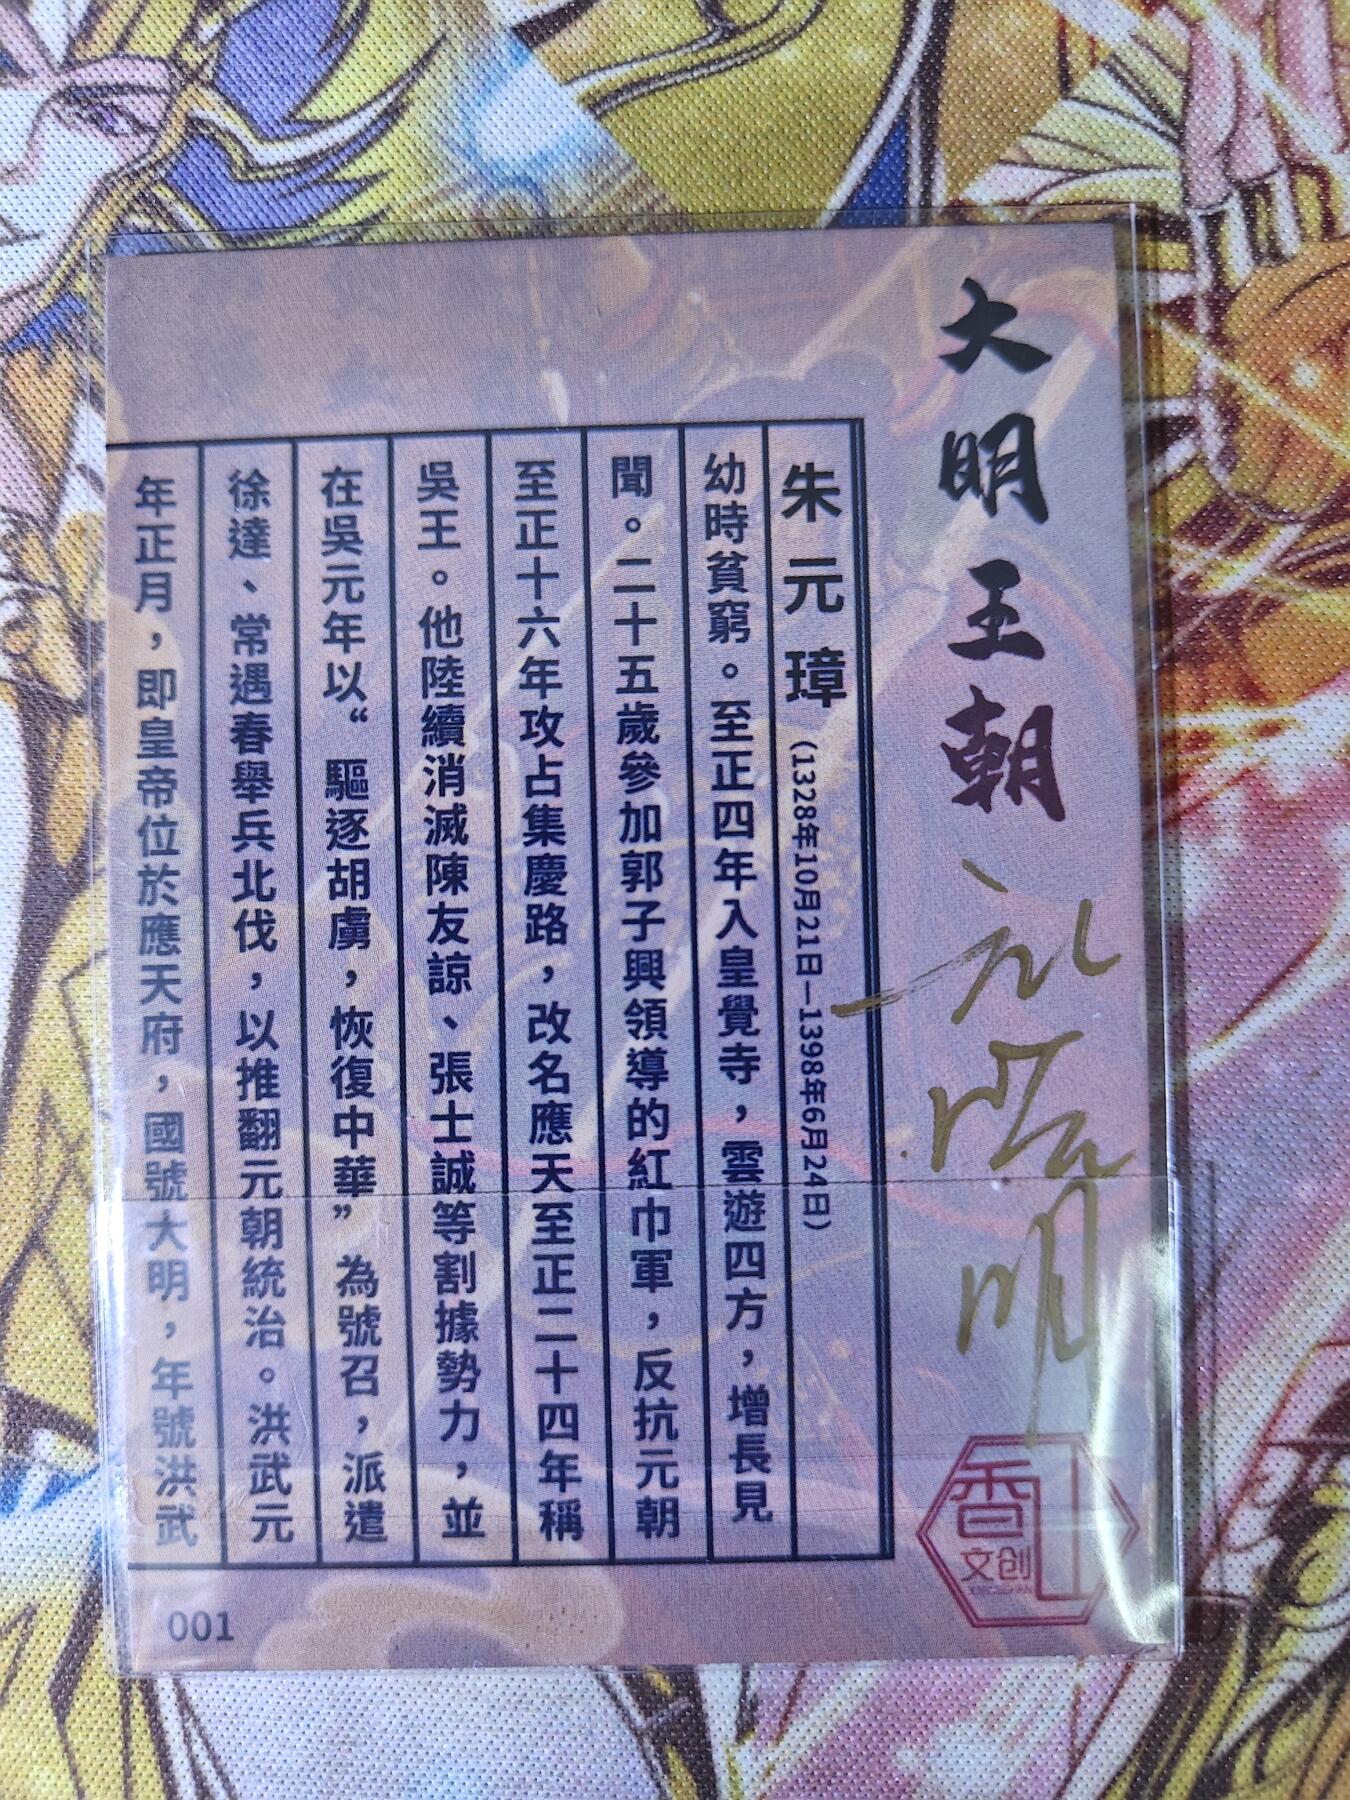 大明王朝
朱元璋(1328年10月21日—1398年6月24日)
幼時貧窮。至正四年入皇覺寺，雲遊四方，增長見
聞。二十五歲參加郭子興領導的紅巾軍，反抗元朝
至正十六年攻占集慶路，改名應天至正二十四年稱
吳王。他陸續消滅陳友諒、張士誠等割據勢力，並
在吳元年以“驅逐胡虜，恢復中華”為號召，派遣
徐達、常遇春舉兵北伐，以推翻元朝統治。洪武元
年正月，即皇帝位於應天府，國號大明，年號洪武
香山
文创
001